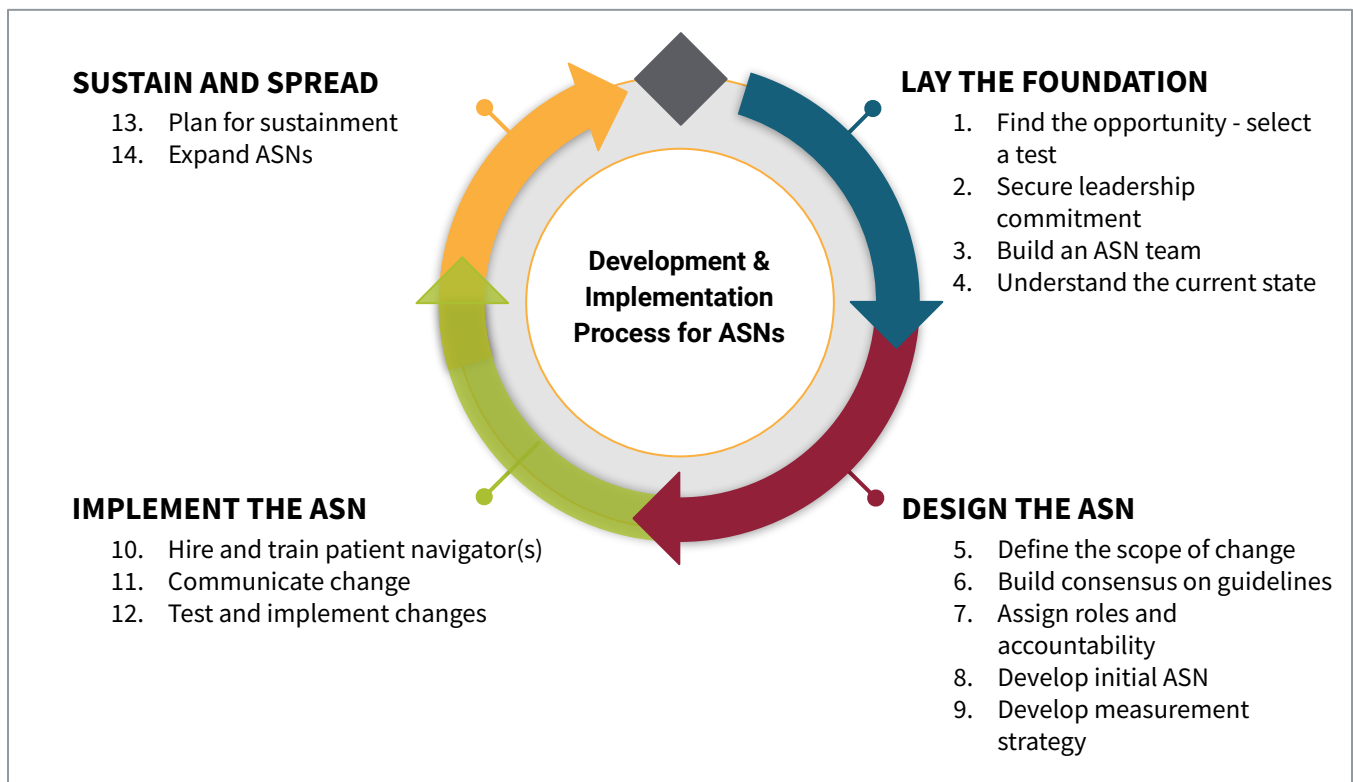 SUSTAIN AND SPREAD
13. Plan for sustainment
14. Expand ASNs
LAY THE FOUNDATION
1. Find the opportunity - select
a test
2. Secure leadership
commitment
3. Build an ASN team
4. Understand the current state
Development &
Implementation
Process for ASNs
IMPLEMENT THE ASN
10. Hire and train patient navigator(s)
11. Communicate change
12. Test and implement changes
DESIGN THE ASN
5. Define the scope of change
6. Build consensus on guidelines
7. Assign roles and
accountability
8. Develop initial ASN
9. Develop measurement
strategy